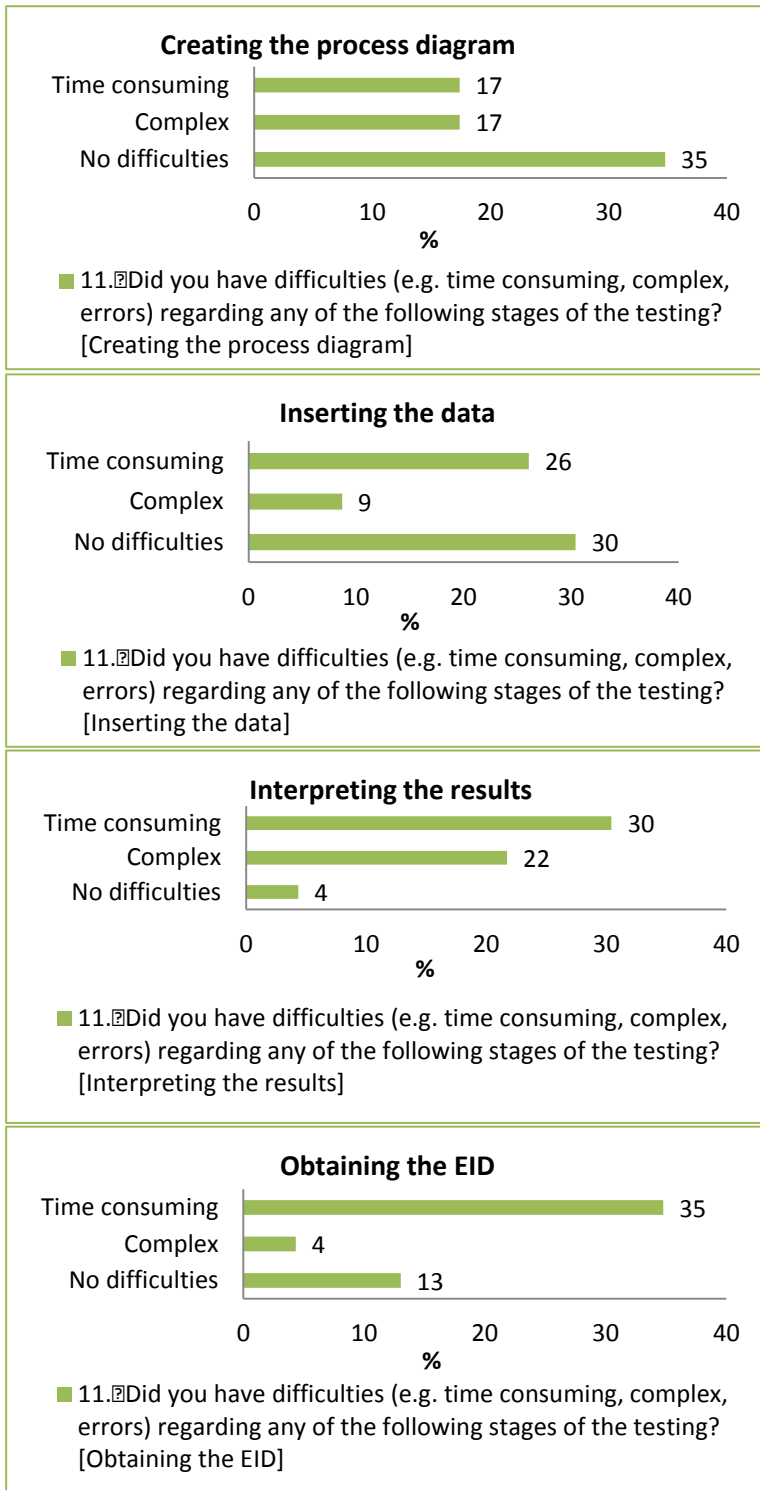 Creating the process diagram
Time consuming 17
Complex 17
No difficulties 35
0 10 20 30 40
%
11.⍰Did you have difficulties (e.g. time consuming, complex,
errors) regarding any of the following stages of the testing?
[Creating the process diagram]
Inserting the data
Time consuming 26
Complex 9
No difficulties 30
0 10 20 30 40
%
11.⍰Did you have difficulties (e.g. time consuming, complex,
errors) regarding any of the following stages of the testing?
[Inserting the data]
Interpreting the results
Time consuming 30
Complex 22
No difficulties 4
0 10 20 30 40
%
11.⍰Did you have difficulties (e.g. time consuming, complex,
errors) regarding any of the following stages of the testing?
[Interpreting the results]
Obtaining the EID
Time consuming 35
Complex 4
No difficulties 13
0 10 20 30 40
%
11.⍰Did you have difficulties (e.g. time consuming, complex,
errors) regarding any of the following stages of the testing?
[Obtaining the EID]